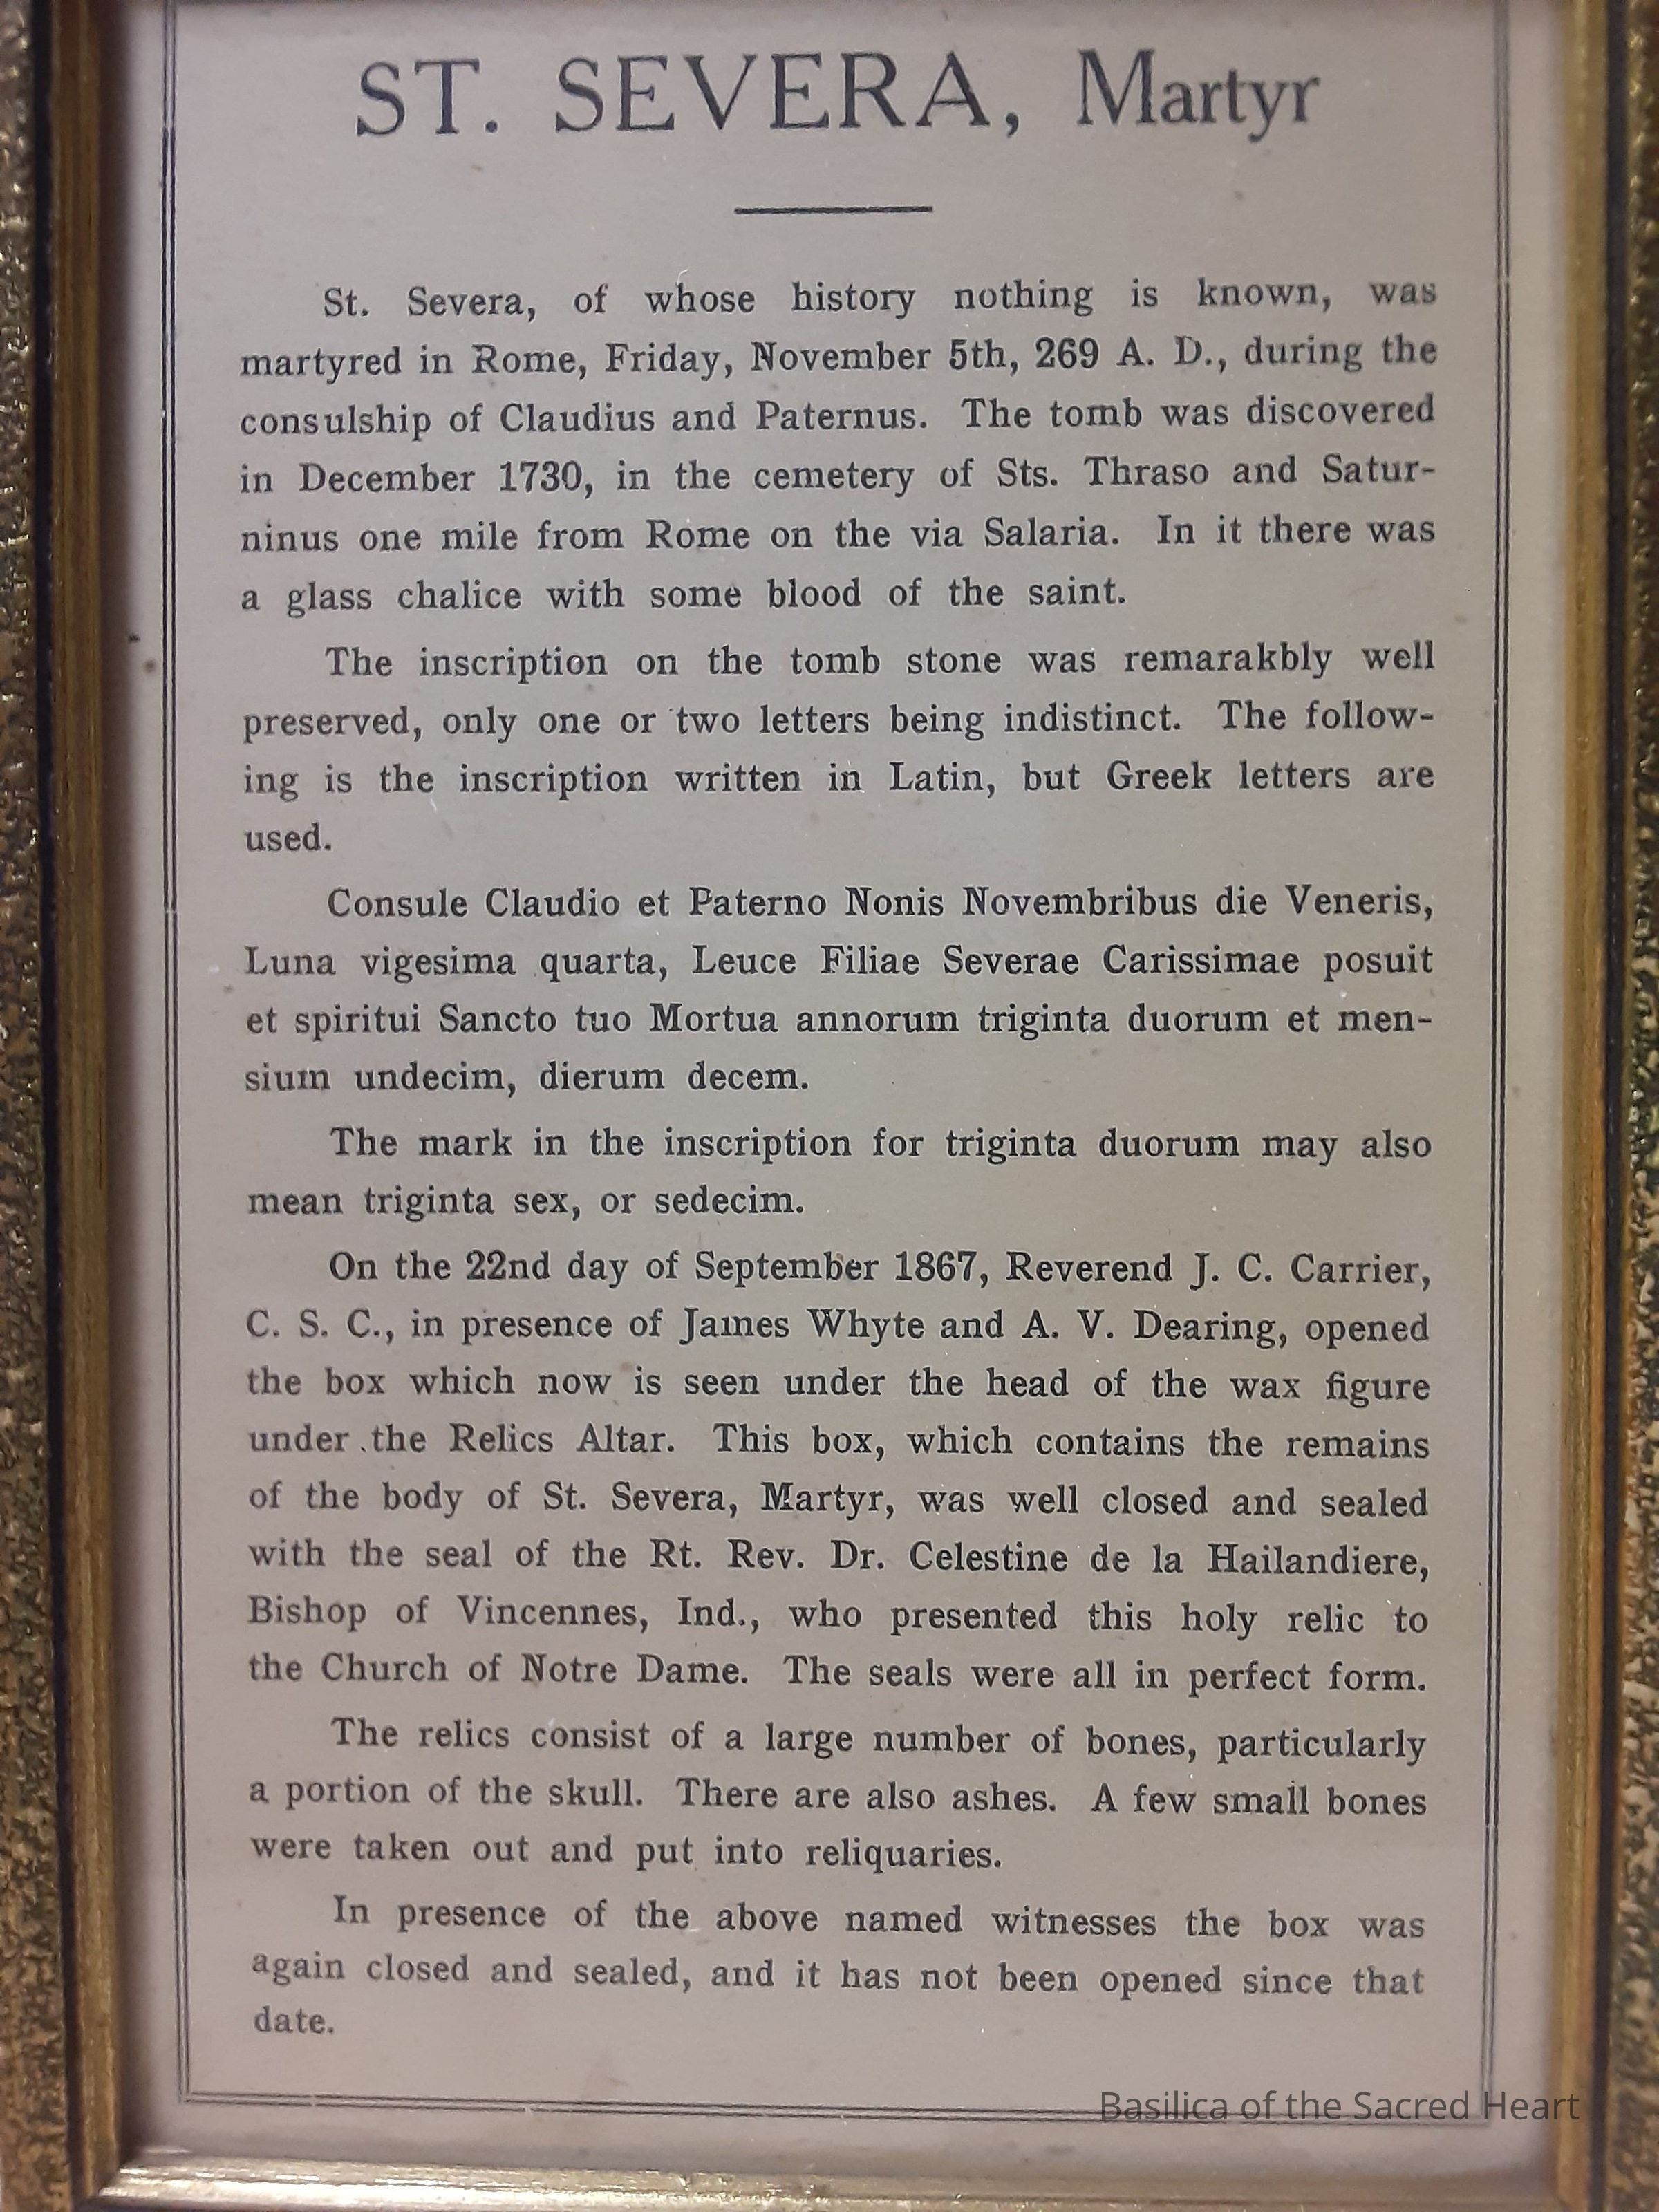 ST. SEVERA, Martyr
St. Severa, of whose history nothing is known, was
martyred in Rome, Friday, November 5th, 269 A. D., during the
consulship of Claudius and Paternus. The tomb was discovered
in December 1730, in the cemetery of Sts. Thraso and Satur-
ninus one mile from Rome on the via Salaria. In it there was
a glass chalice with some blood of the saint.
The inscription on the tomb stone was remarakbly well
preserved, only one or two letters being indistinct. The follow-
ing is the inscription written in Latin, but Greek letters are
used.
Consule Claudio et Paterno Nonis Novembribus die Veneris,
Luna vigesima quarta, Leuce Filiae Severae Carissimae posuit
et spiritui Sancto tuo Mortua annorum triginta duorum et men-
sium undecim, dierum decem.
The mark in the inscription for triginta duorum may also
mean triginta sex, or sedecim.
On the 22nd day of September 1867, Reverend J. C. Carrier,
C. S. C., in presence of James Whyte and A. V. Dearing, opened
the box which now is seen under the head of the wax figure
under the Relics Altar. This box, which contains the remains
of the body of St. Severa, Martyr, was well closed and sealed
with the seal of the Rt. Rev. Dr. Celestine de la Hailandiere,
Bishop of Vincennes, Ind., who presented this holy relic to
the Church of Notre Dame. The seals were all in perfect form.
The relics consist of a large number of bones, particularly
a portion of the skull. There are also ashes. A few small bones
were taken out and put into reliquaries.
In presence of the above named witnesses the box was
again closed and sealed, and it has not been opened since that
date.
Basilica of the Sacred Heart